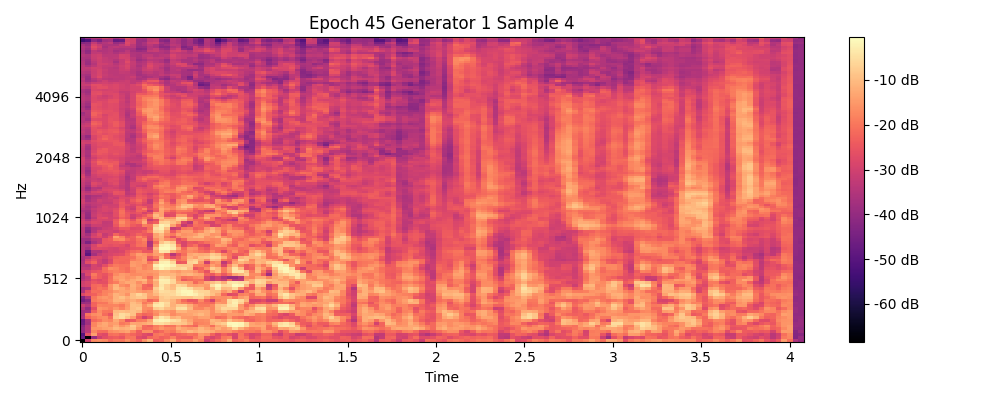 Epoch 45 Generator 1 Sample 4
4096
2048
1024
512
0
Hz
0
0.5
1
1.5
2
2.5
3
3.5
4
Time
-10 dB
-20 dB
-30 dB
-40 dB
-50 dB
-60 dB